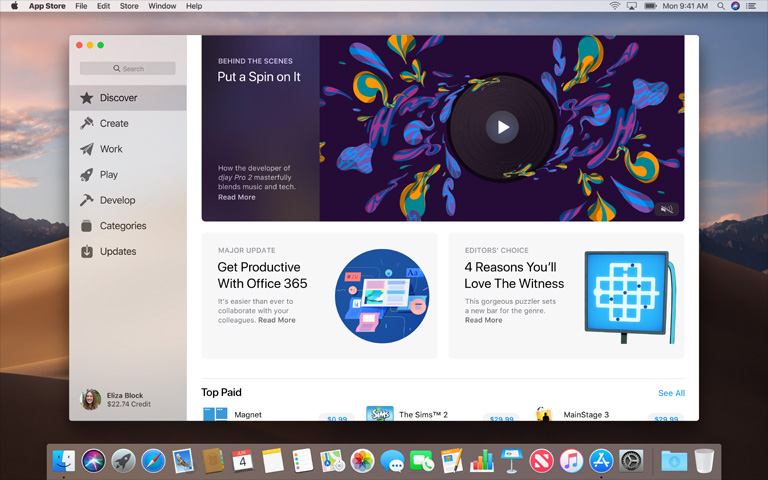 App Store File Edit Store Window Help
Mon 9:41 AM
Search
Discover
Create
Work
Play
Develop
Categories
Updates
Eliza Block
$22.74 Credit
BEHIND THE SCENES
Put a Spin on It
How the developer of
djay Pro 2 masterfully
blends music and tech.
Read More
MAJOR UPDATE
Get Productive
With Office 365
It's easier than ever to
collaborate with your
colleagues. Read More
Aa
EDITORS' CHOICE
4 Reasons You'll
Love The Witness
This gorgeous puzzler sets
a new bar for the genre.
Read More
Top Paid
See All
Magnet
$0.99
Sims
The Sims™ 2
$29.99
MainStage 3
$29.99
4